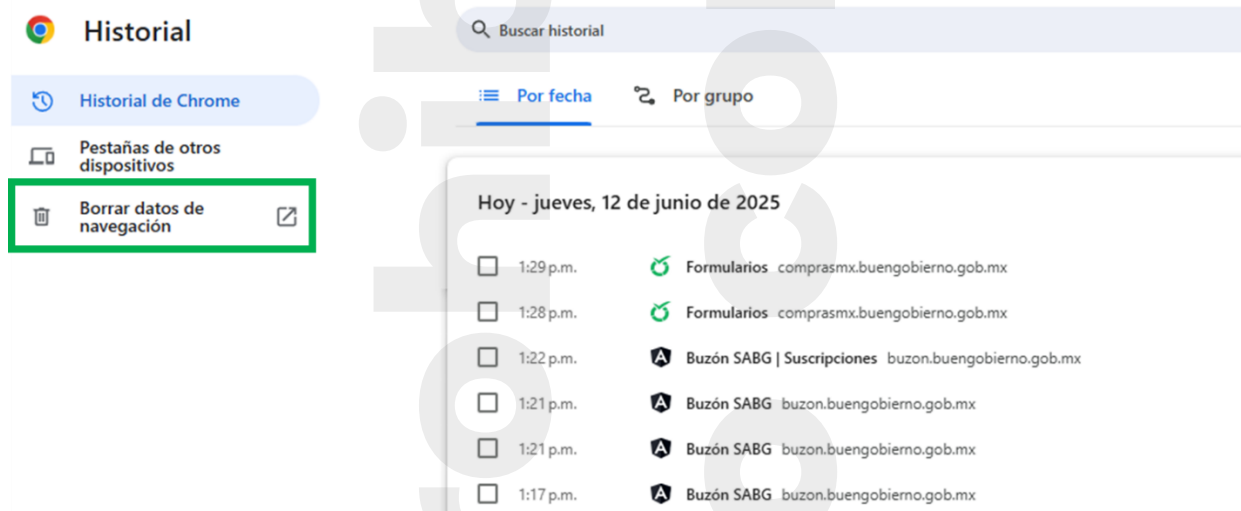 Historial
Buscar historial
Historial de Chrome
Pestañas de otros
dispositivos
Borrar datos de
navegación
Por fecha
Por grupo
Hoy - jueves, 12 de junio de 2025
1:29 p.m. Formularios comprasmx.buengobierno.gob.mx
1:28 p.m. Formularios comprasmx.buengobierno.gob.mx
1:22 p.m. Buzón SABG | Suscripciones buzon.buengobierno.gob.mx
1:21 p.m. Buzón SABG buzon.buengobierno.gob.mx
1:21 p.m. Buzón SABG buzon.buengobierno.gob.mx
1:17 p.m. Buzón SABG buzon.buengobierno.gob.mx